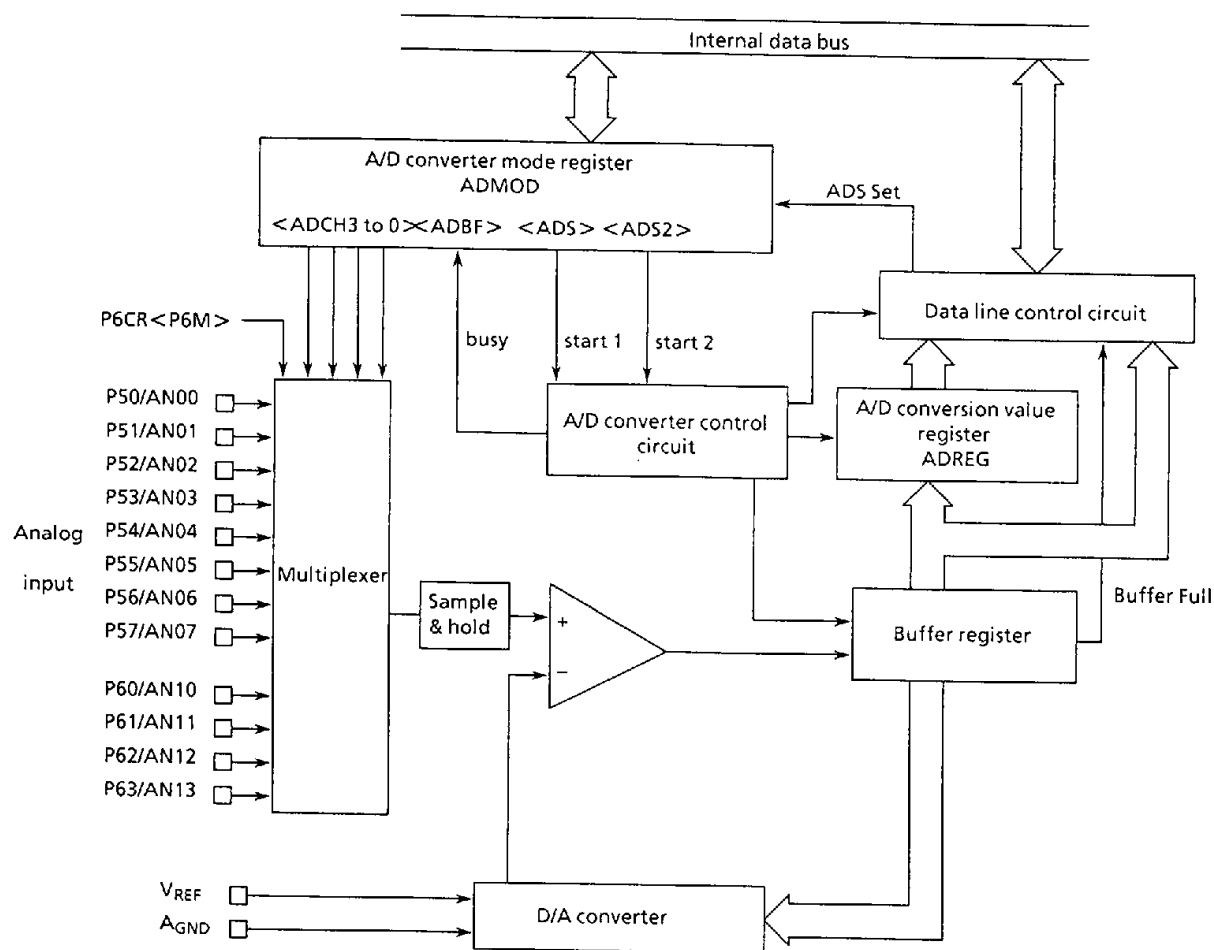 Internal data bus
A/D converter mode register
ADMOD
<ADCH3 to 0> <ADBF> <ADS> <ADS2>
ADS Set
P6CR<P6M>
busy
start 1
start 2
Data line control circuit
A/D converter control
circuit
A/D conversion value
register
ADREG
P50/AN00
P51/AN01
P52/AN02
P53/AN03
P54/AN04
P55/AN05
P56/AN06
P57/AN07
P60/AN10
P61/AN11
P62/AN12
P63/AN13
Analog
input
Multiplexer
Sample
& hold
+
−
Buffer register
Buffer Full
VREF
AGND
D/A converter